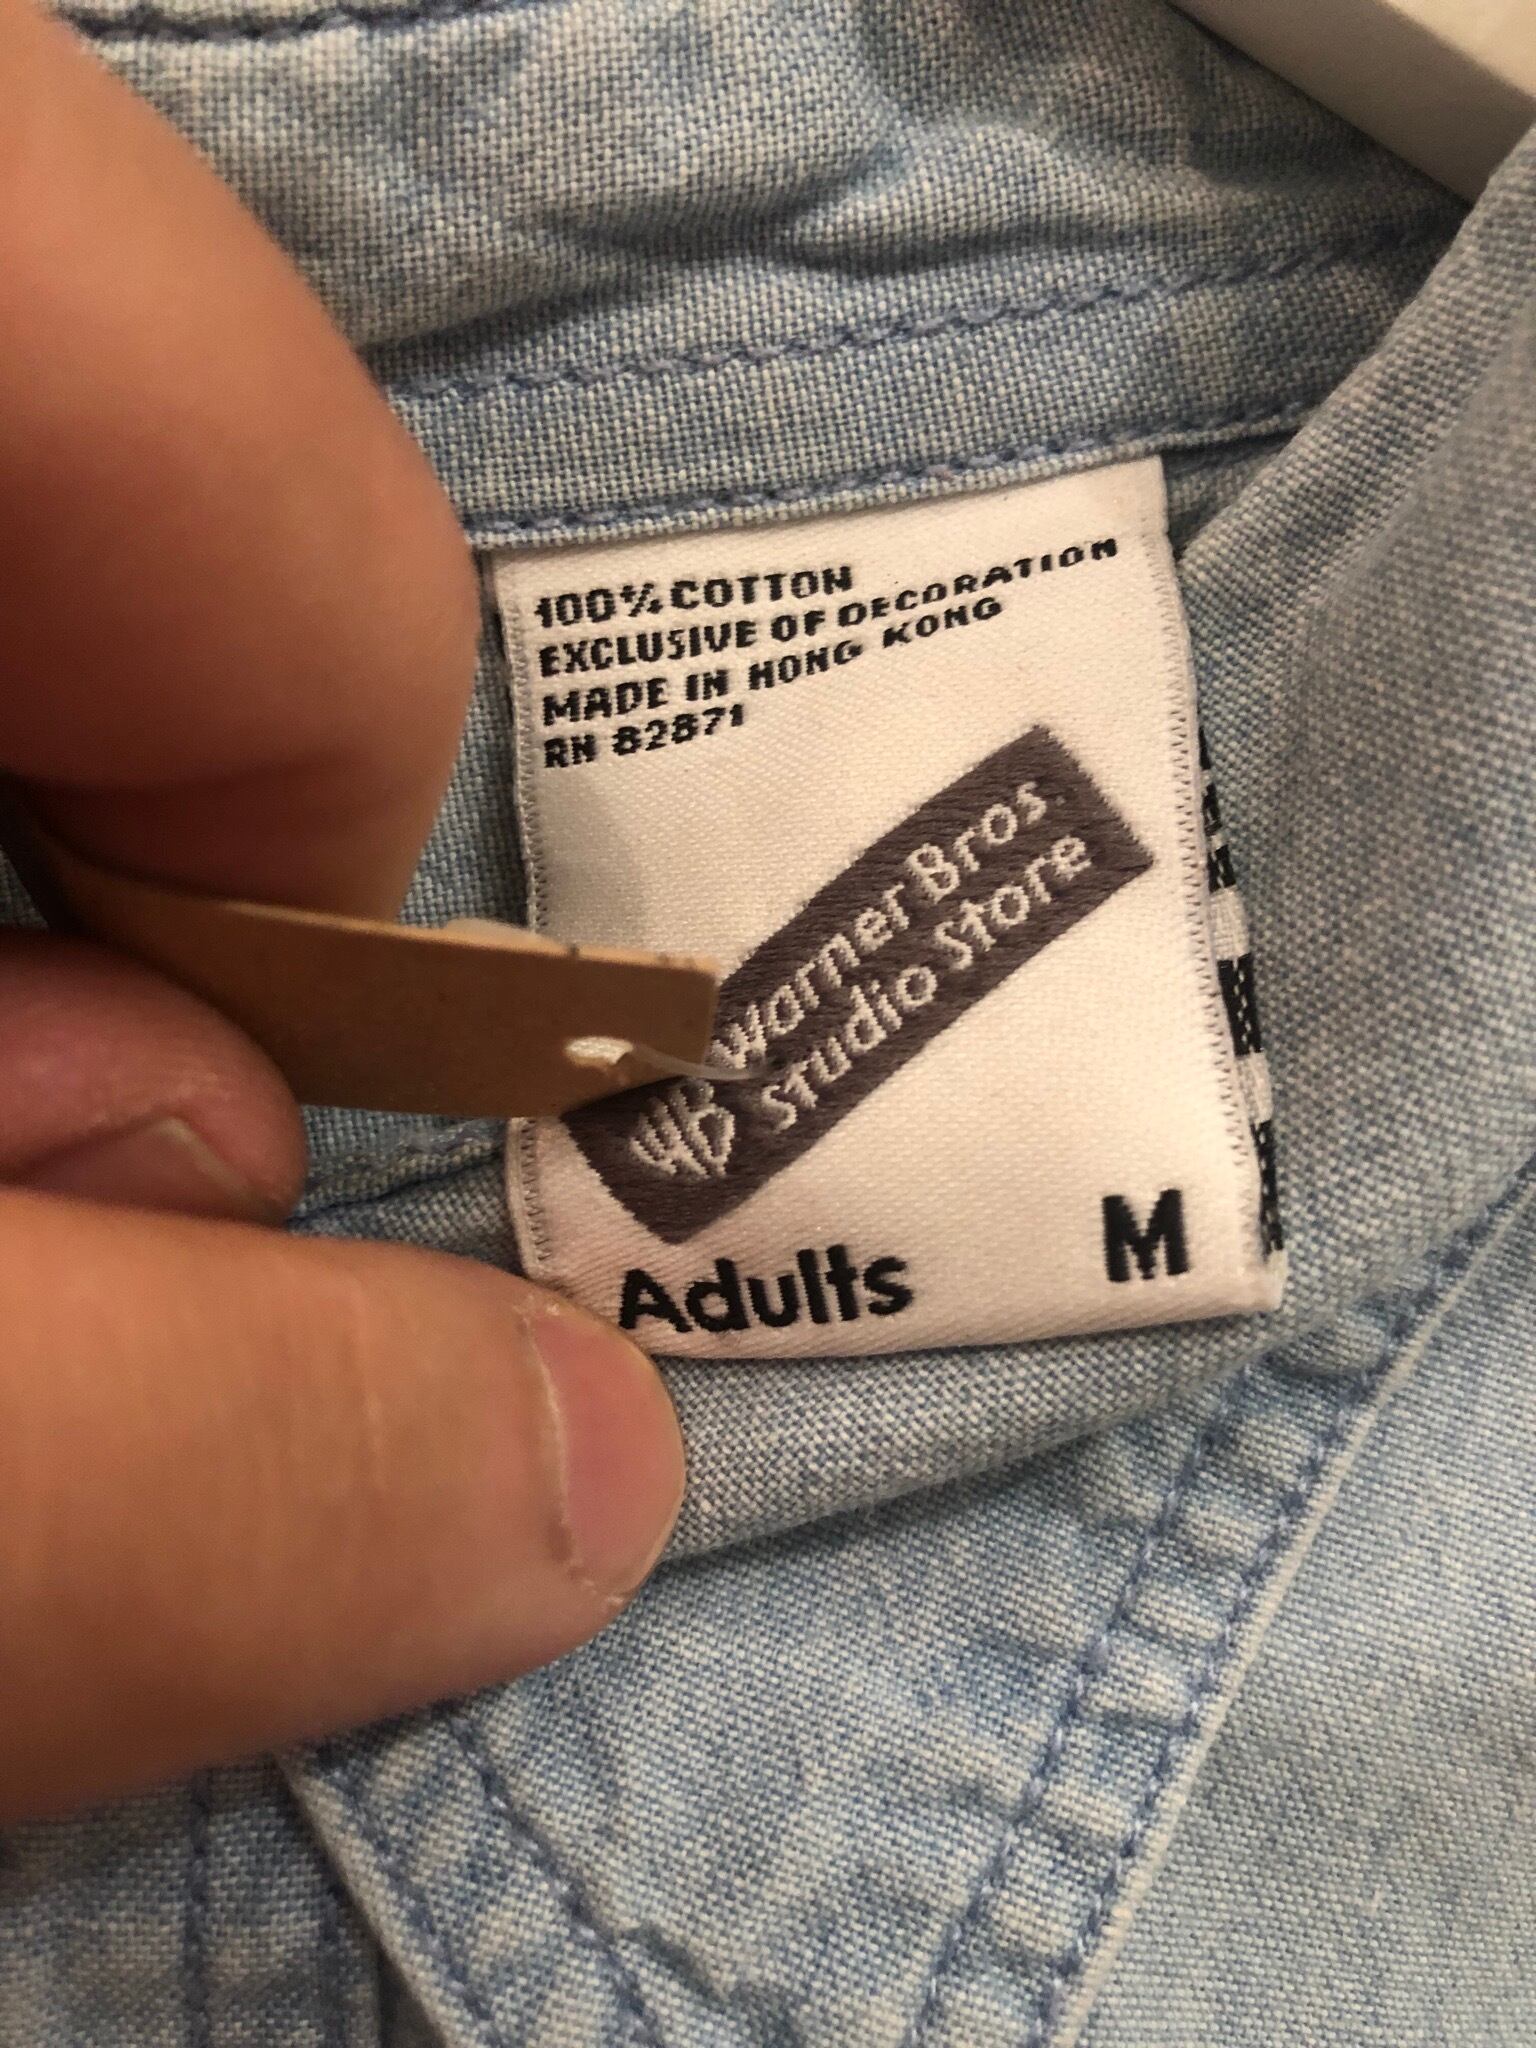 100% COTTON
EXCLUSIVE OF DECORATION
MADE IN HONG KONG
RN 82871
WB Warner Bros.
Studio Store
Adults M